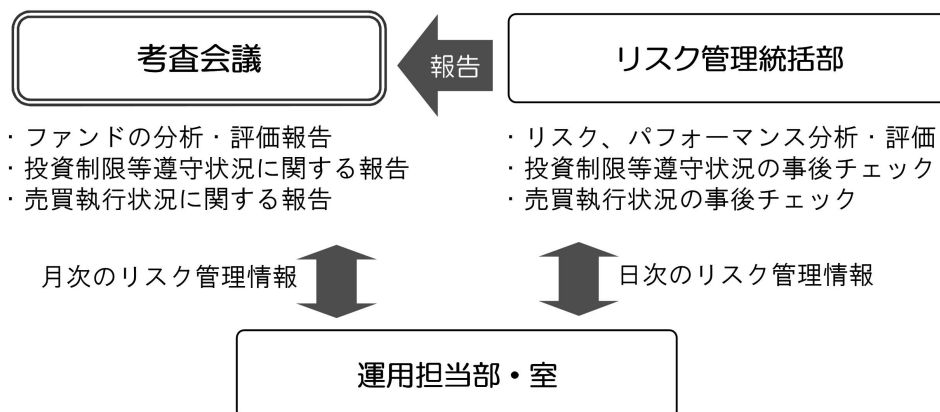 考査会議
報告
リスク管理統括部
・ファンドの分析・評価報告
・投資制限等遵守状況に関する報告
・売買執行状況に関する報告
・リスク、パフォーマンス分析・評価
・投資制限等遵守状況の事後チェック
・売買執行状況の事後チェック
月次のリスク管理情報
日次のリスク管理情報
運用担当部・室